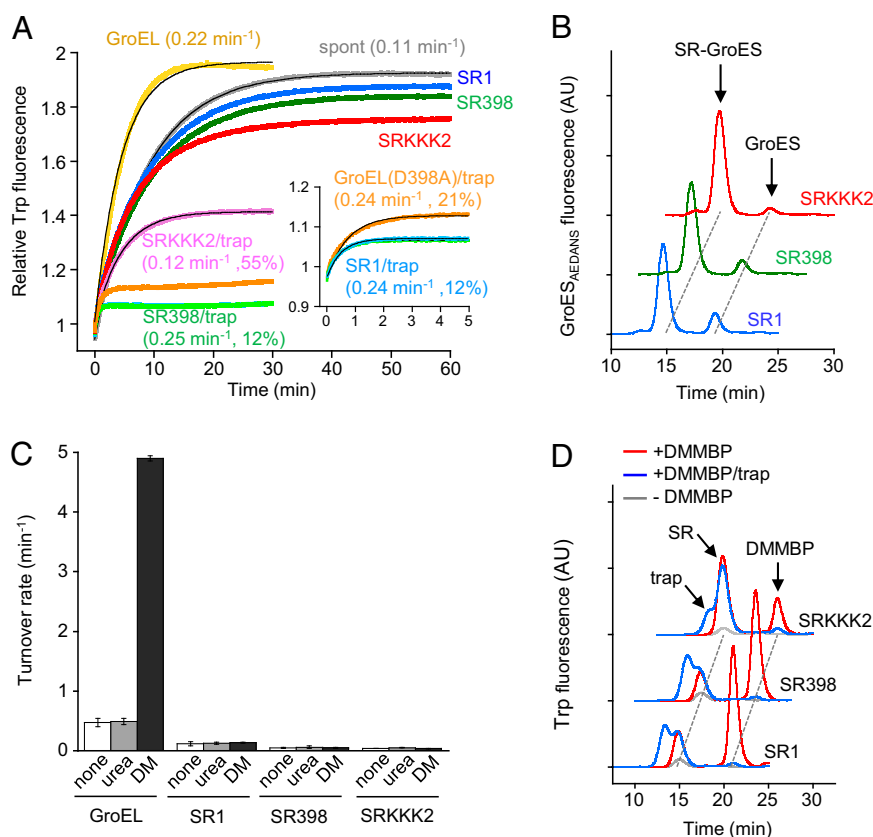 A
GroEL (0.22 min⁻¹)
spont (0.11 min⁻¹)
SR1
SR398
SRKKK2
SRKKK2/trap
(0.12 min⁻¹ ,55%)
SR398/trap
(0.25 min⁻¹, 12%)
GroEL(D398A)/trap
(0.24 min⁻¹ , 21%)
SR1/trap
(0.24 min⁻¹ ,12%)
1.2
1.1
1.0
0.9
0 1 2 3 4 5
Relative Trp fluorescence
2
1.8
1.6
1.4
1.2
1
0 10 20 30 40 50 60
Time (min)
B
SR-GroES
GroES
SRKKK2
SR398
SR1
GroES_AEDANS fluorescence (AU)
10 15 20 25 30
Time (min)
C
Turnover rate (min⁻¹)
5
4
3
2
1
0
none urea DM none urea DM none urea DM none urea DM
GroEL SR1 SR398 SRKKK2
D
+DMMBP
+DMMBP/trap
- DMMBP
SR
DMMBP
trap
SRKKK2
SR398
SR1
Trp fluorescence (AU)
10 15 20 25 30
Time (min)